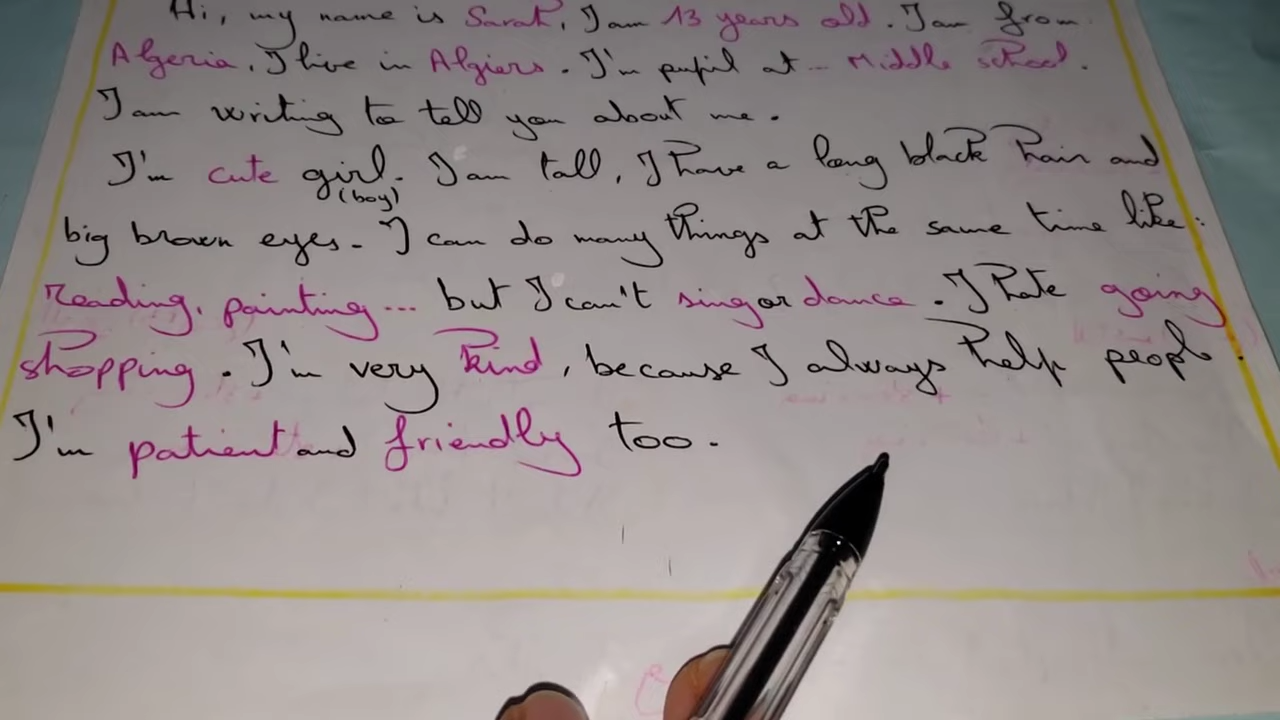 Hi, my name is Sarah, I am 13 years old. I am from
Algeria. I live in Algiers. I'm pupil at ... Middle school.
I am writing to tell you about me.
I'm cute girl. I am tall, I have a long black hair and
(boy)
big brown eyes. I can do many things at the same time like:
reading, painting... but I can't sing or dance. I hate going
shopping. I'm very kind, because I always help people.
I'm patient and friendly too.